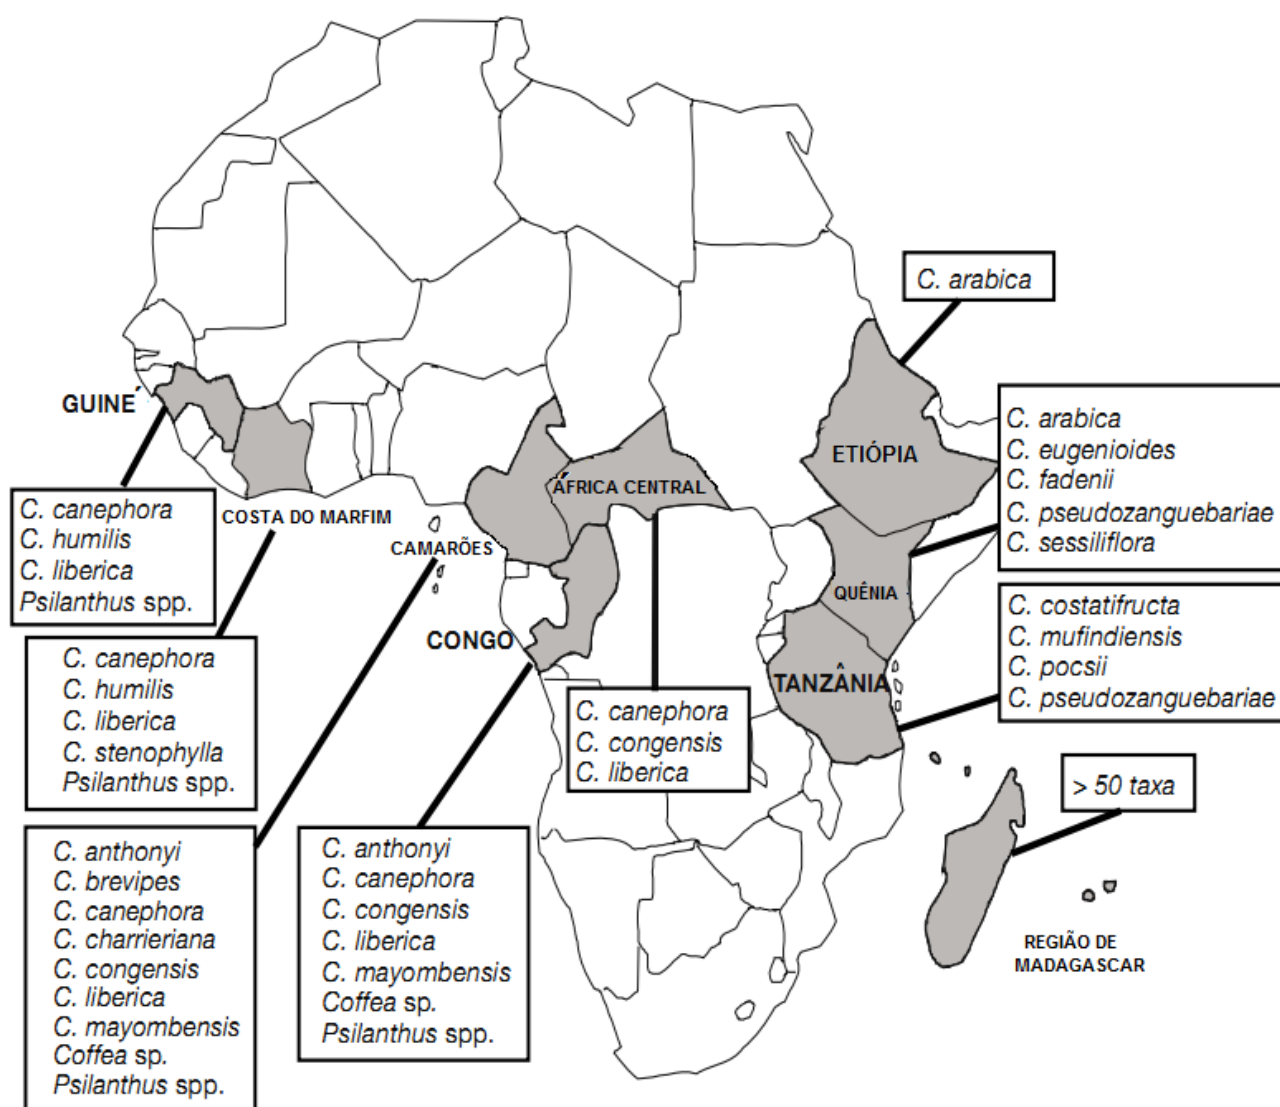 C. arabica
GUINÉ
ETIÓPIA
C. arabica
C. eugenioides
C. fadenii
C. pseudozanguebariae
C. sessiliflora
ÁFRICA CENTRAL
C. canephora
C. humilis
C. liberica
Psilanthus spp.
COSTA DO MARFIM
CAMARÕES
QUÊNIA
CONGO
TANZÂNIA
C. costatifructa
C. mufindiensis
C. pocsii
C. pseudozanguebariae
C. canephora
C. humilis
C. liberica
C. stenophylla
Psilanthus spp.
C. canephora
C. congensis
C. liberica
> 50 taxa
C. anthonyi
C. brevipes
C. canephora
C. charrieriana
C. congensis
C. liberica
C. mayombensis
Coffea sp.
Psilanthus spp.
C. anthonyi
C. canephora
C. congensis
C. liberica
C. mayombensis
Coffea sp.
Psilanthus spp.
REGIÃO DE
MADAGASCAR